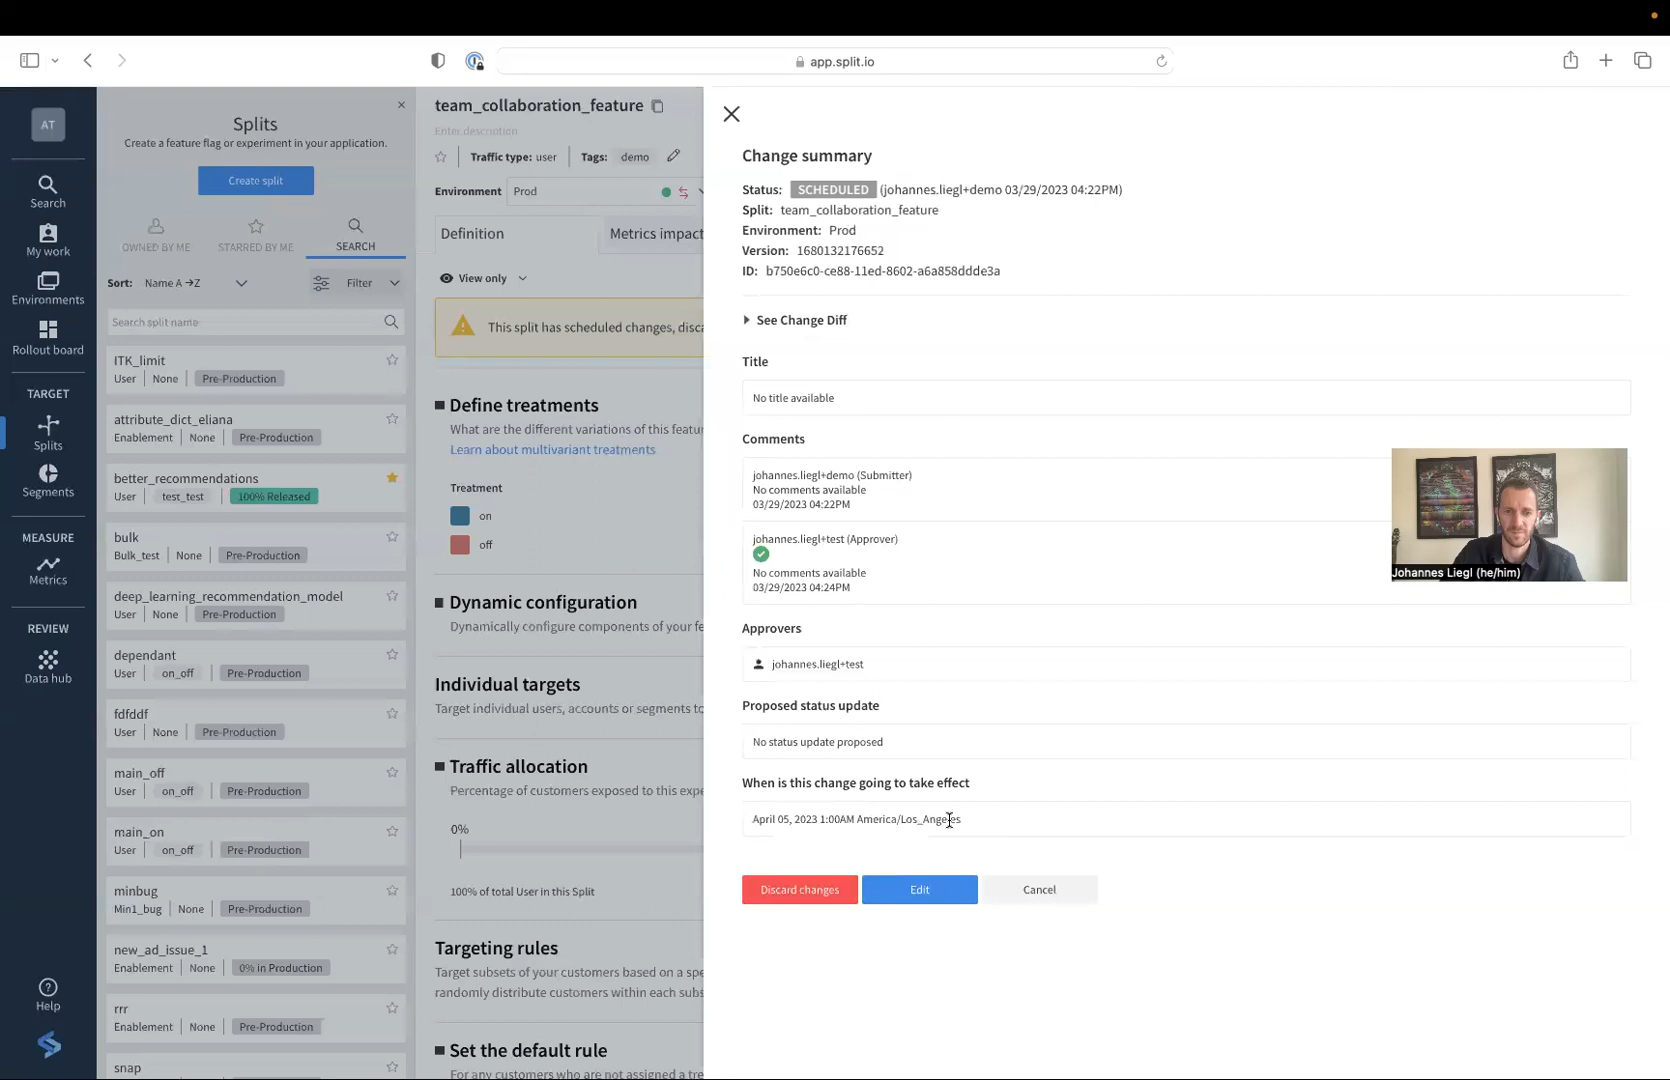 app.split.io
AT
Search
My work
Environments
Rollout board
TARGET
Splits
Segments
MEASURE
Metrics
REVIEW
Data hub
Help
Splits
Create a feature flag or experiment in your application.
Create split
OWNED BY ME
STARRED BY ME
SEARCH
Sort: Name A → Z
Filter
Search split name
ITK_limit
User None Pre-Production
attribute_dict_eliana
Enablement None Pre-Production
better_recommendations
User test_test 100% Released
bulk
Bulk_test None Pre-Production
deep_learning_recommendation_model
User None Pre-Production
dependant
User on_off Pre-Production
fdfddf
User None Pre-Production
main_off
User on_off Pre-Production
main_on
User on_off Pre-Production
minbug
Min1_bug None Pre-Production
new_ad_issue_1
Enablement None 0% in Production
rrr
Enablement None Pre-Production
snap
team_collaboration_feature
Enter description
Traffic type: user Tags: demo
Environment Prod
Definition
Metrics impact
View only
This split has scheduled changes, disca
Define treatments
What are the different variations of this featur
Learn about multivariant treatments
Treatment
on
off
Dynamic configuration
Dynamically configure components of your fe
Individual targets
Target individual users, accounts or segments to
Traffic allocation
Percentage of customers exposed to this expe
0%
100% of total User in this Split
Targeting rules
Target subsets of your customers based on a spe
randomly distribute customers within each subs
Set the default rule
For any customers who are not assigned a tre
Change summary
Status: SCHEDULED (johannes.liegl+demo 03/29/2023 04:22PM)
Split: team_collaboration_feature
Environment: Prod
Version: 1680132176652
ID: b750e6c0-ce88-11ed-8602-a6a858ddde3a
See Change Diff
Title
No title available
Comments
johannes.liegl+demo (Submitter)
No comments available
03/29/2023 04:22PM
johannes.liegl+test (Approver)
No comments available
03/29/2023 04:24PM
Johannes Liegl (he/him)
Approvers
johannes.liegl+test
Proposed status update
No status update proposed
When is this change going to take effect
April 05, 2023 1:00AM America/Los_Angeles
Discard changes
Edit
Cancel